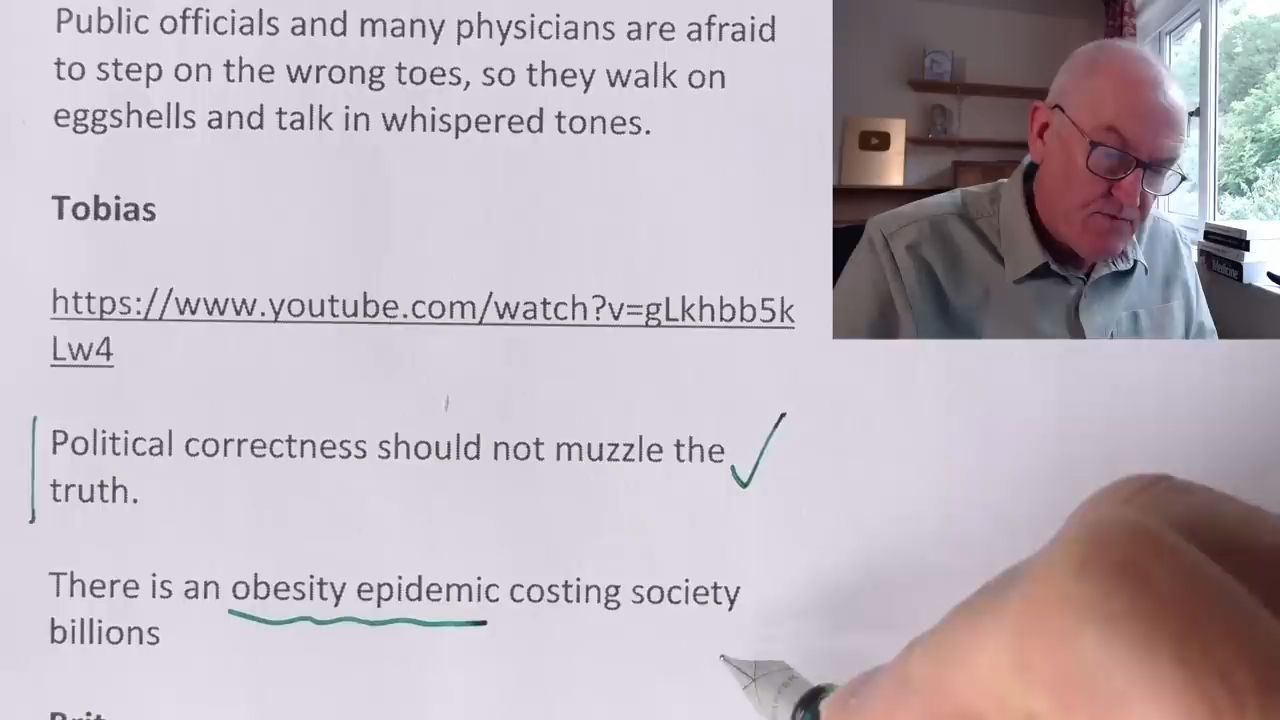 Public officials and many physicians are afraid
to step on the wrong toes, so they walk on
eggshells and talk in whispered tones.
Tobias
https://www.youtube.com/watch?v=gLkhbb5k
Lw4
Political correctness should not muzzle the
truth.
There is an obesity epidemic costing society
billions
Medicine